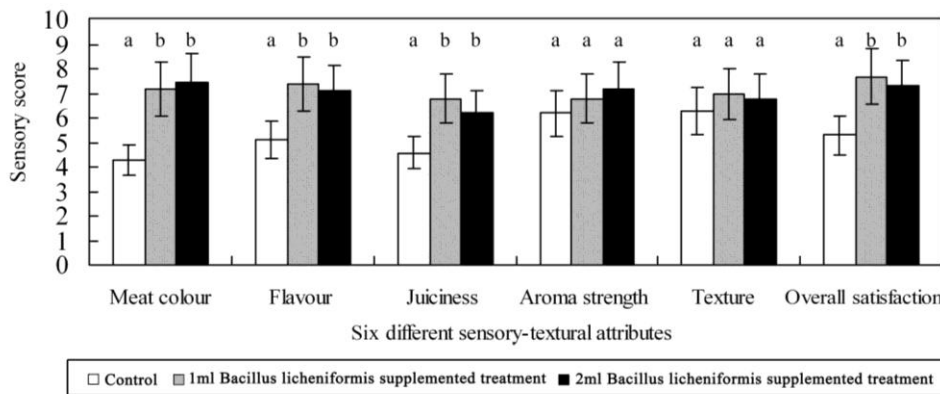 10
9
8
7
6
5
4
3
2
1
0
Sensory score
a b b a b b a b b a a a a a a a b b
Meat colour Flavour Juiciness Aroma strength Texture Overall satisfaction
Six different sensory-textural attributes
Control 1ml Bacillus licheniformis supplemented treatment 2ml Bacillus licheniformis supplemented treatment